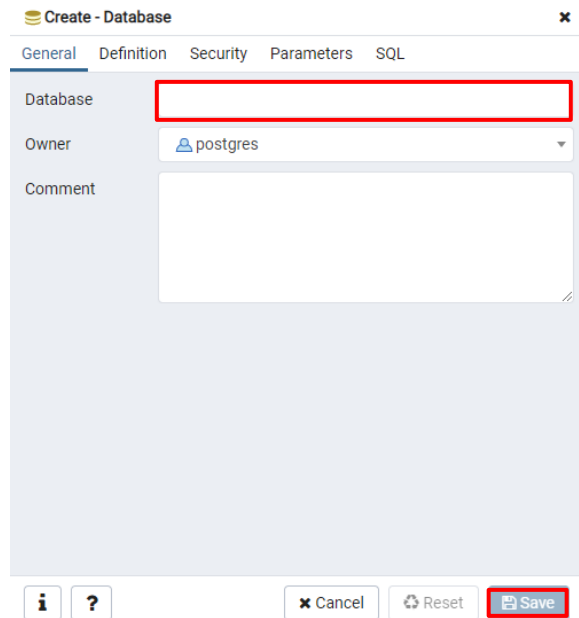 Create - Database
General Definition Security Parameters SQL
Database
Owner postgres
Comment
i ? Cancel Reset Save